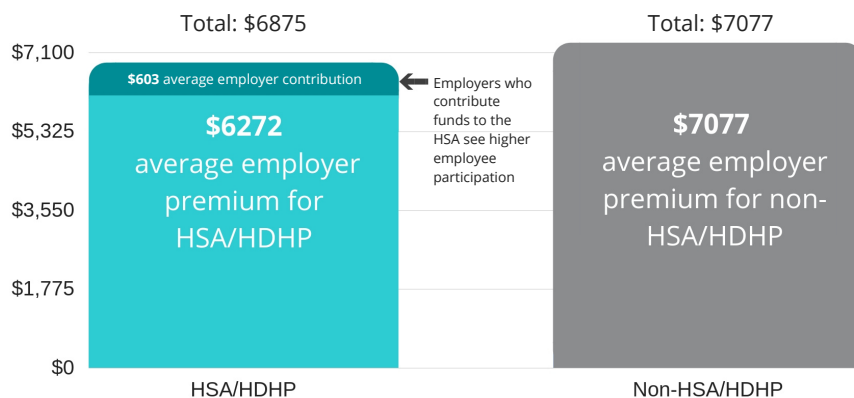 Total: $6875
Total: $7077
$7,100
$5,325
$3,550
$1,775
$0
$603 average employer contribution
Employers who
contribute
funds to the
HSA see higher
employee
participation
$6272
average employer
premium for
HSA/HDHP
$7077
average employer
premium for non-
HSA/HDHP
HSA/HDHP
Non-HSA/HDHP